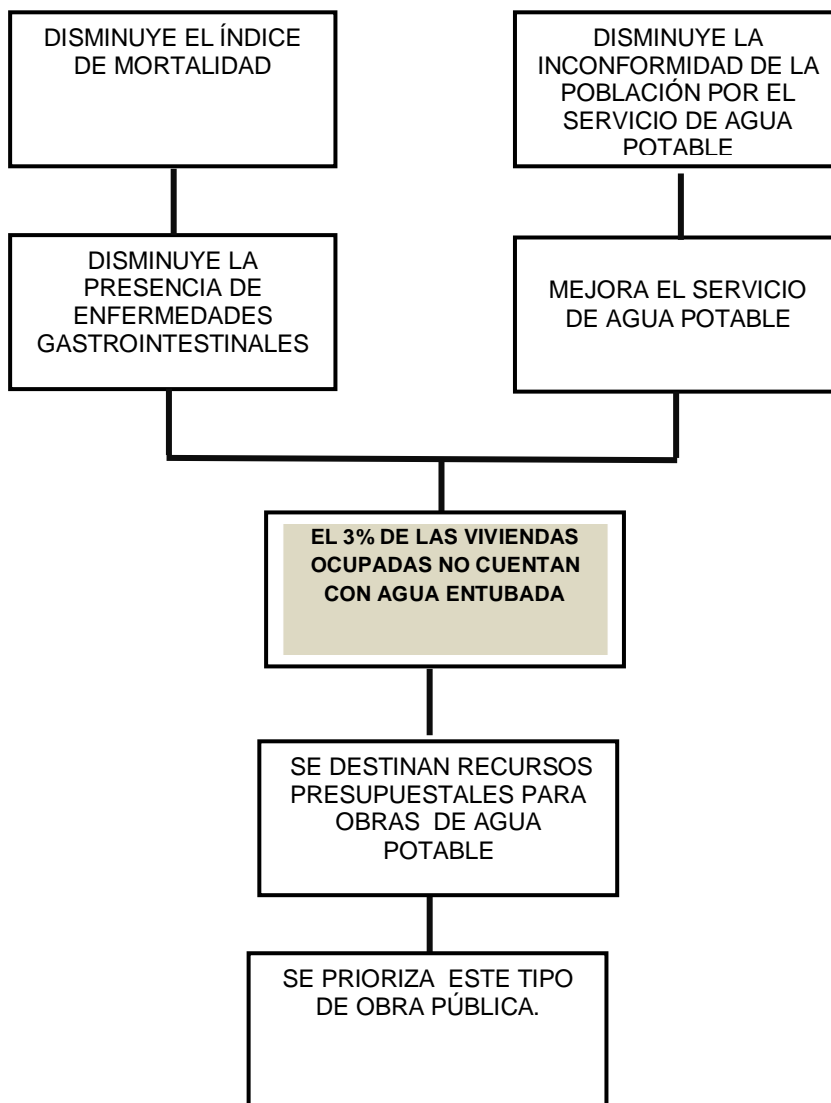 DISMINUYE EL ÍNDICE
DE MORTALIDAD
DISMINUYE LA
INCONFORMIDAD DE LA
POBLACIÓN POR EL
SERVICIO DE AGUA
POTABLE
DISMINUYE LA
PRESENCIA DE
ENFERMEDADES
GASTROINTESTINALES
MEJORA EL SERVICIO
DE AGUA POTABLE
EL 3% DE LAS VIVIENDAS
OCUPADAS NO CUENTAN
CON AGUA ENTUBADA
SE DESTINAN RECURSOS
PRESUPUESTALES PARA
OBRAS DE AGUA
POTABLE
SE PRIORIZA ESTE TIPO
DE OBRA PÚBLICA.